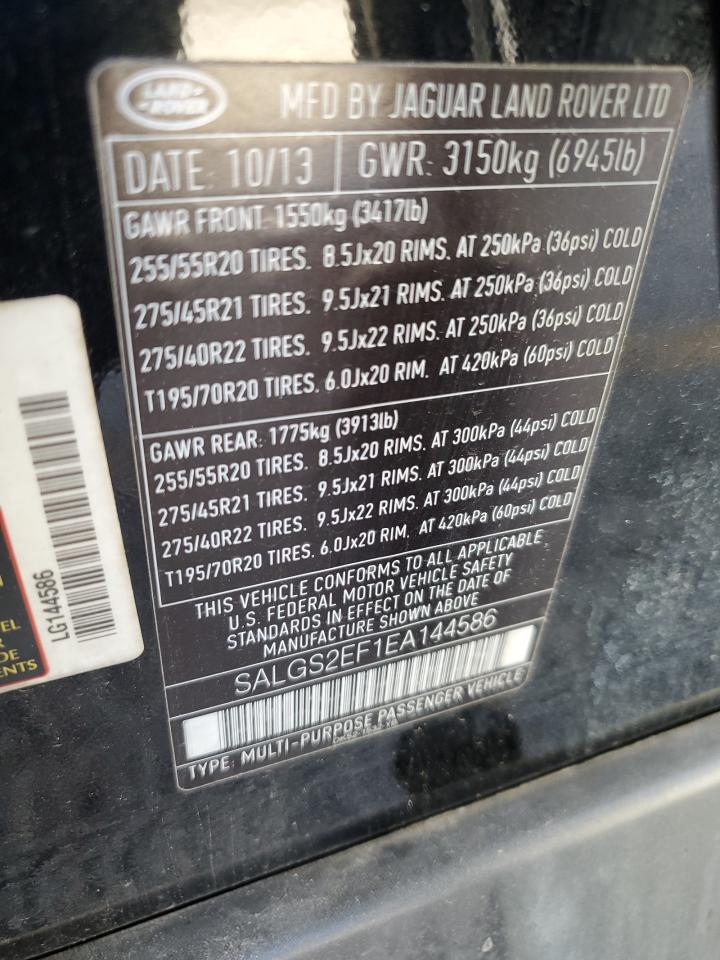 LAND
ROVER
MFD BY JAGUAR LAND ROVER LTD
DATE: 10/13 GWR: 3150kg (6945lb)
GAWR FRONT: 1550kg (3417lb)
255/55R20 TIRES. 8.5Jx20 RIMS. AT 250kPa (36psi) COLD
275/45R21 TIRES. 9.5Jx21 RIMS. AT 250kPa (36psi) COLD
275/40R22 TIRES. 9.5Jx22 RIMS. AT 250kPa (36psi) COLD
T195/70R20 TIRES. 6.0Jx20 RIM. AT 420kPa (60psi) COLD
GAWR REAR: 1775kg (3913lb)
255/55R20 TIRES. 8.5Jx20 RIMS. AT 300kPa (44psi) COLD
275/45R21 TIRES. 9.5Jx21 RIMS. AT 300kPa (44psi) COLD
275/40R22 TIRES. 9.5Jx22 RIMS. AT 300kPa (44psi) COLD
T195/70R20 TIRES. 6.0Jx20 RIM. AT 420kPa (60psi) COLD
THIS VEHICLE CONFORMS TO ALL APPLICABLE
U.S. FEDERAL MOTOR VEHICLE SAFETY
STANDARDS IN EFFECT ON THE DATE OF
MANUFACTURE SHOWN ABOVE
SALGS2EF1EA144586
TYPE: MULTI-PURPOSE PASSENGER VEHICLE
LG144586